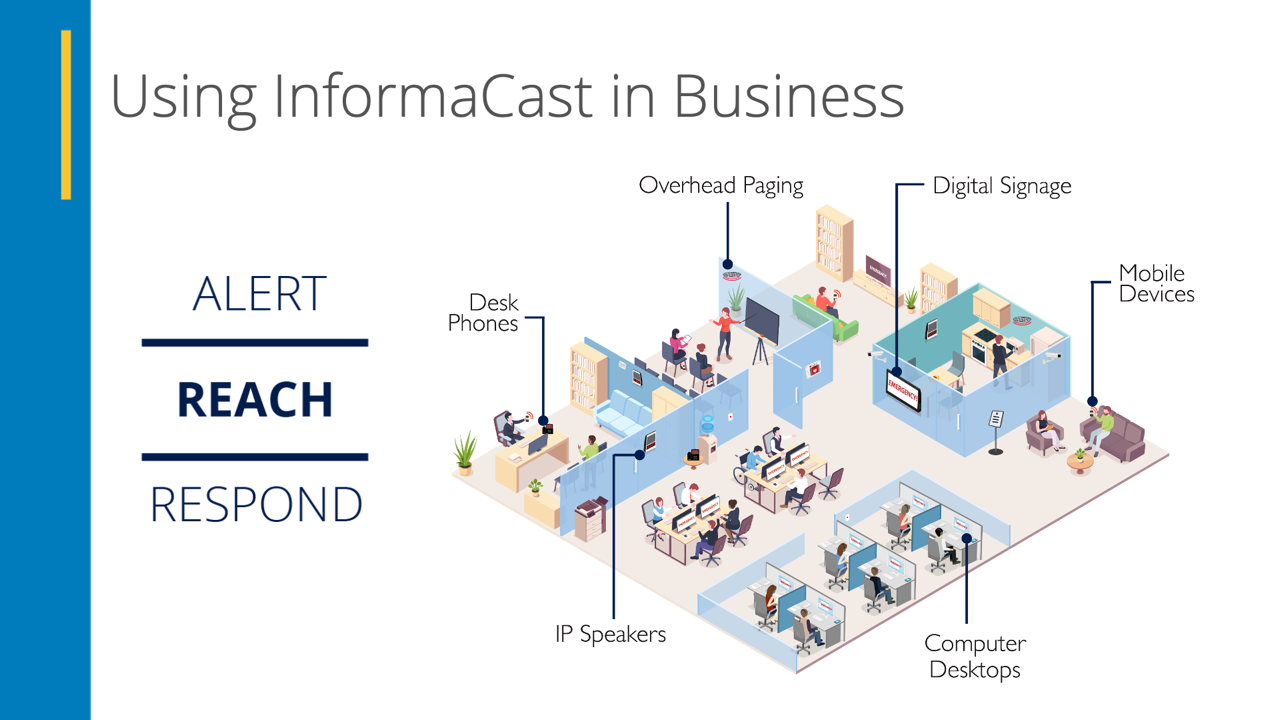 Using InformaCast in Business
ALERT
REACH
RESPOND
Overhead Paging
Digital Signage
Mobile
Devices
Desk
Phones
EMERGENCY!
IP Speakers
Computer
Desktops